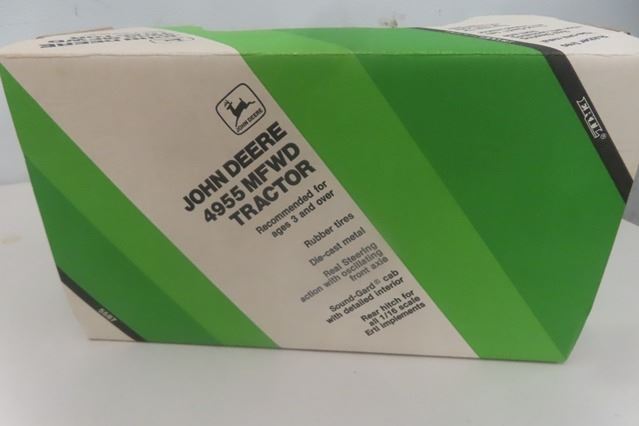 JOHN DEERE
JOHN DEERE
4955 MFWD
TRACTOR
Recommended for
ages 3 and over
Rubber tires
Die-cast metal
Real Steering
action with oscillating
front axle
Sound-Gard® cab
with detailed interior
Rear hitch for
all 1/16 scale
Ertl implements
ERTL®
5587